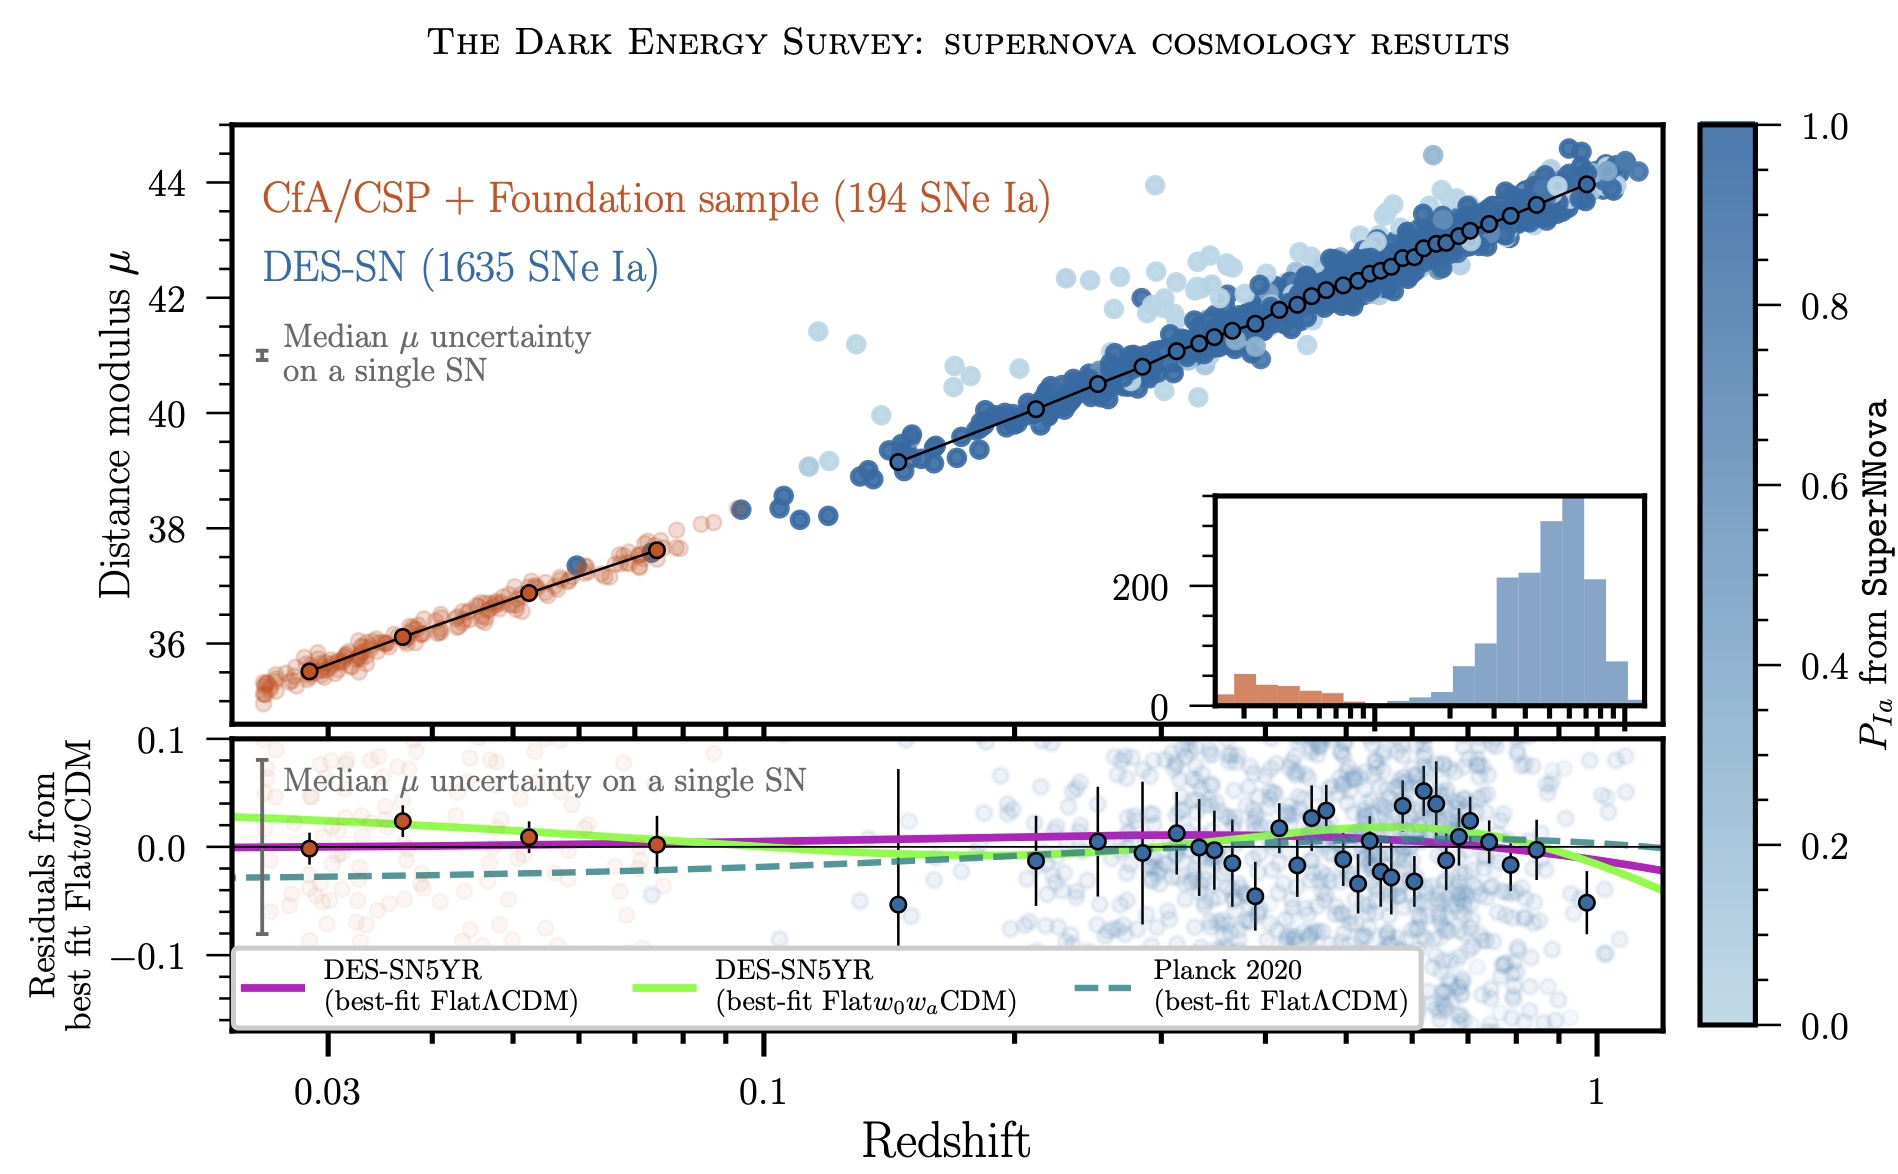 The Dark Energy Survey: supernova cosmology results
CfA/CSP + Foundation sample (194 SNe Ia)
DES-SN (1635 SNe Ia)
Median μ uncertainty
on a single SN
Distance modulus μ
44
42
40
38
36
200
0
1.0
0.8
0.6
0.4
0.2
0.0
P_Ia from SuperNNova
Residuals from
best fit FlatwCDM
0.1
0.0
−0.1
Median μ uncertainty on a single SN
DES-SN5YR
(best-fit FlatΛCDM)
DES-SN5YR
(best-fit Flatw₀wₐCDM)
Planck 2020
(best-fit FlatΛCDM)
0.03
0.1
1
Redshift